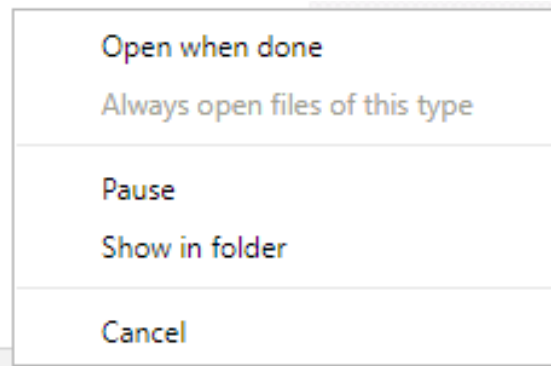 Open when done
Always open files of this type
Pause
Show in folder
Cancel